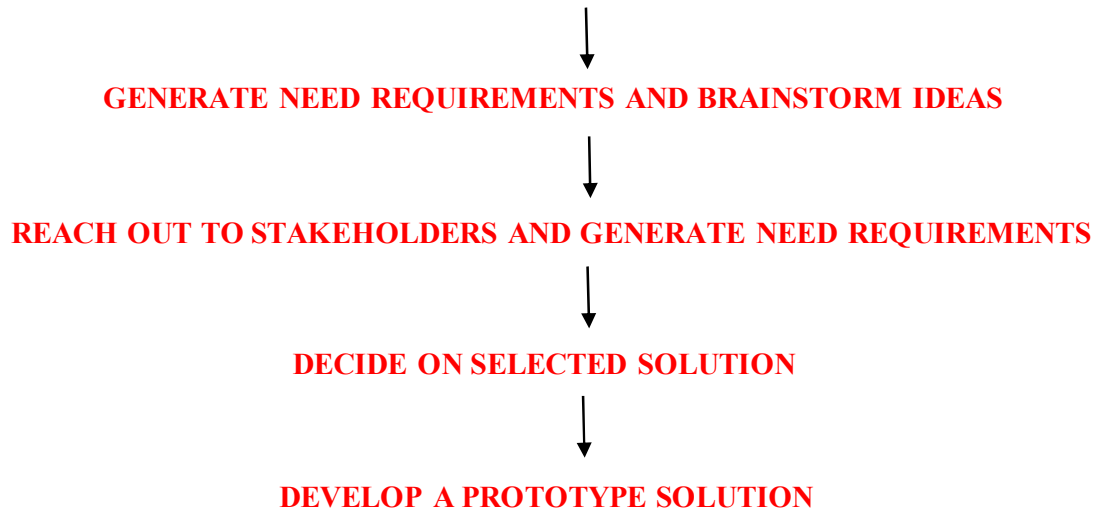 GENERATE NEED REQUIREMENTS AND BRAINSTORM IDEAS
REACH OUT TO STAKEHOLDERS AND GENERATE NEED REQUIREMENTS
DECIDE ON SELECTED SOLUTION
DEVELOP A PROTOTYPE SOLUTION